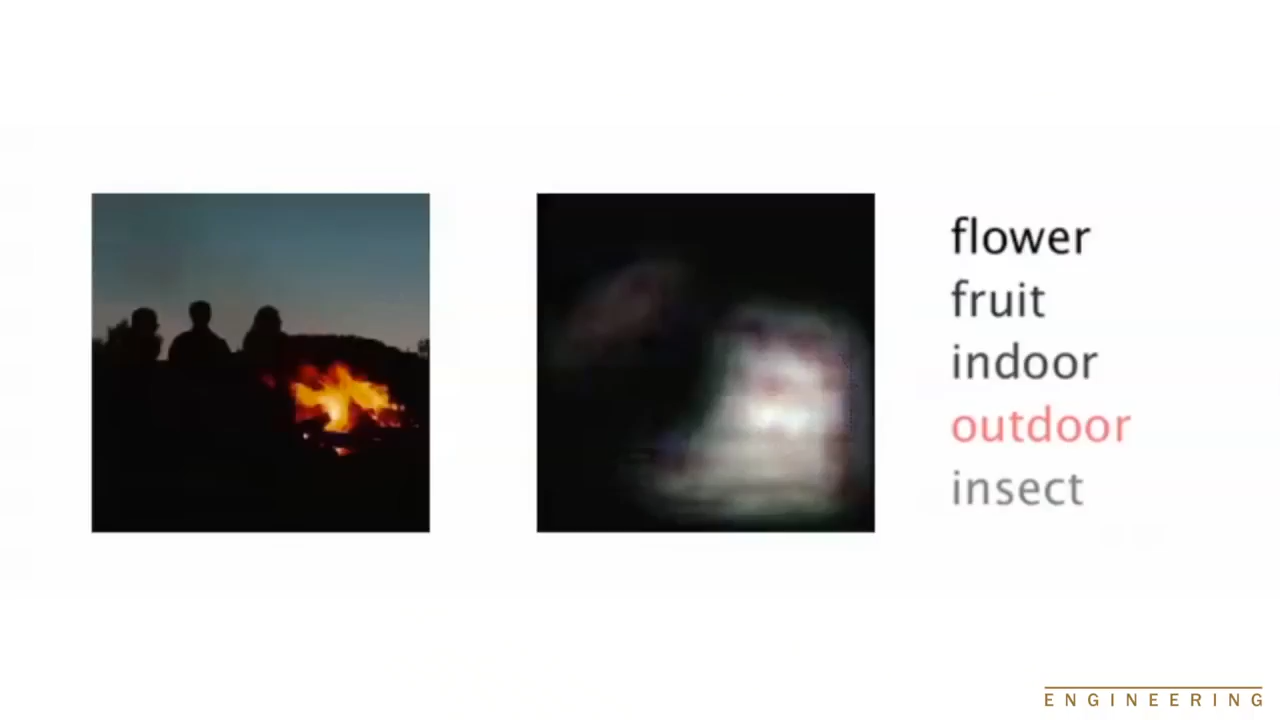 flower
fruit
indoor
outdoor
insect
ENGINEERING